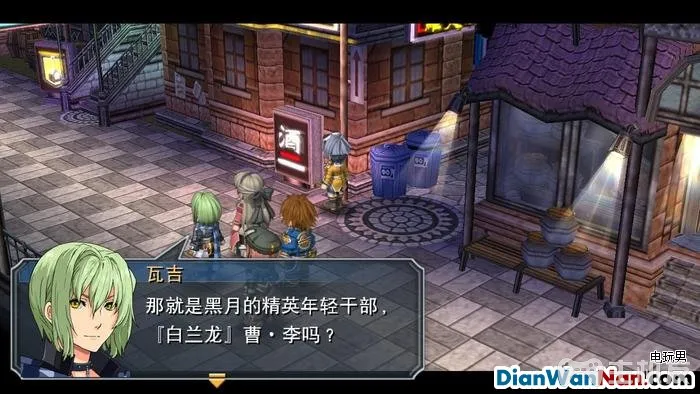 酒
瓦吉
那就是黑月的精英年轻干部，
『白兰龙』曹·李吗？
电玩男
DianWanNan.com